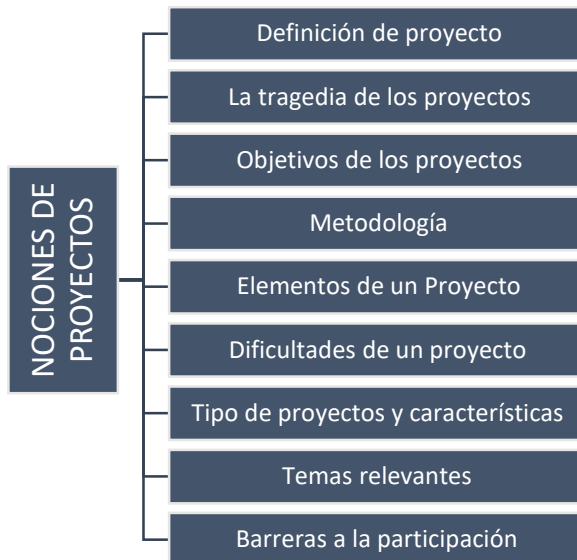 NOCIONES DE
PROYECTOS
Definición de proyecto
La tragedia de los proyectos
Objetivos de los proyectos
Metodología
Elementos de un Proyecto
Dificultades de un proyecto
Tipo de proyectos y características
Temas relevantes
Barreras a la participación